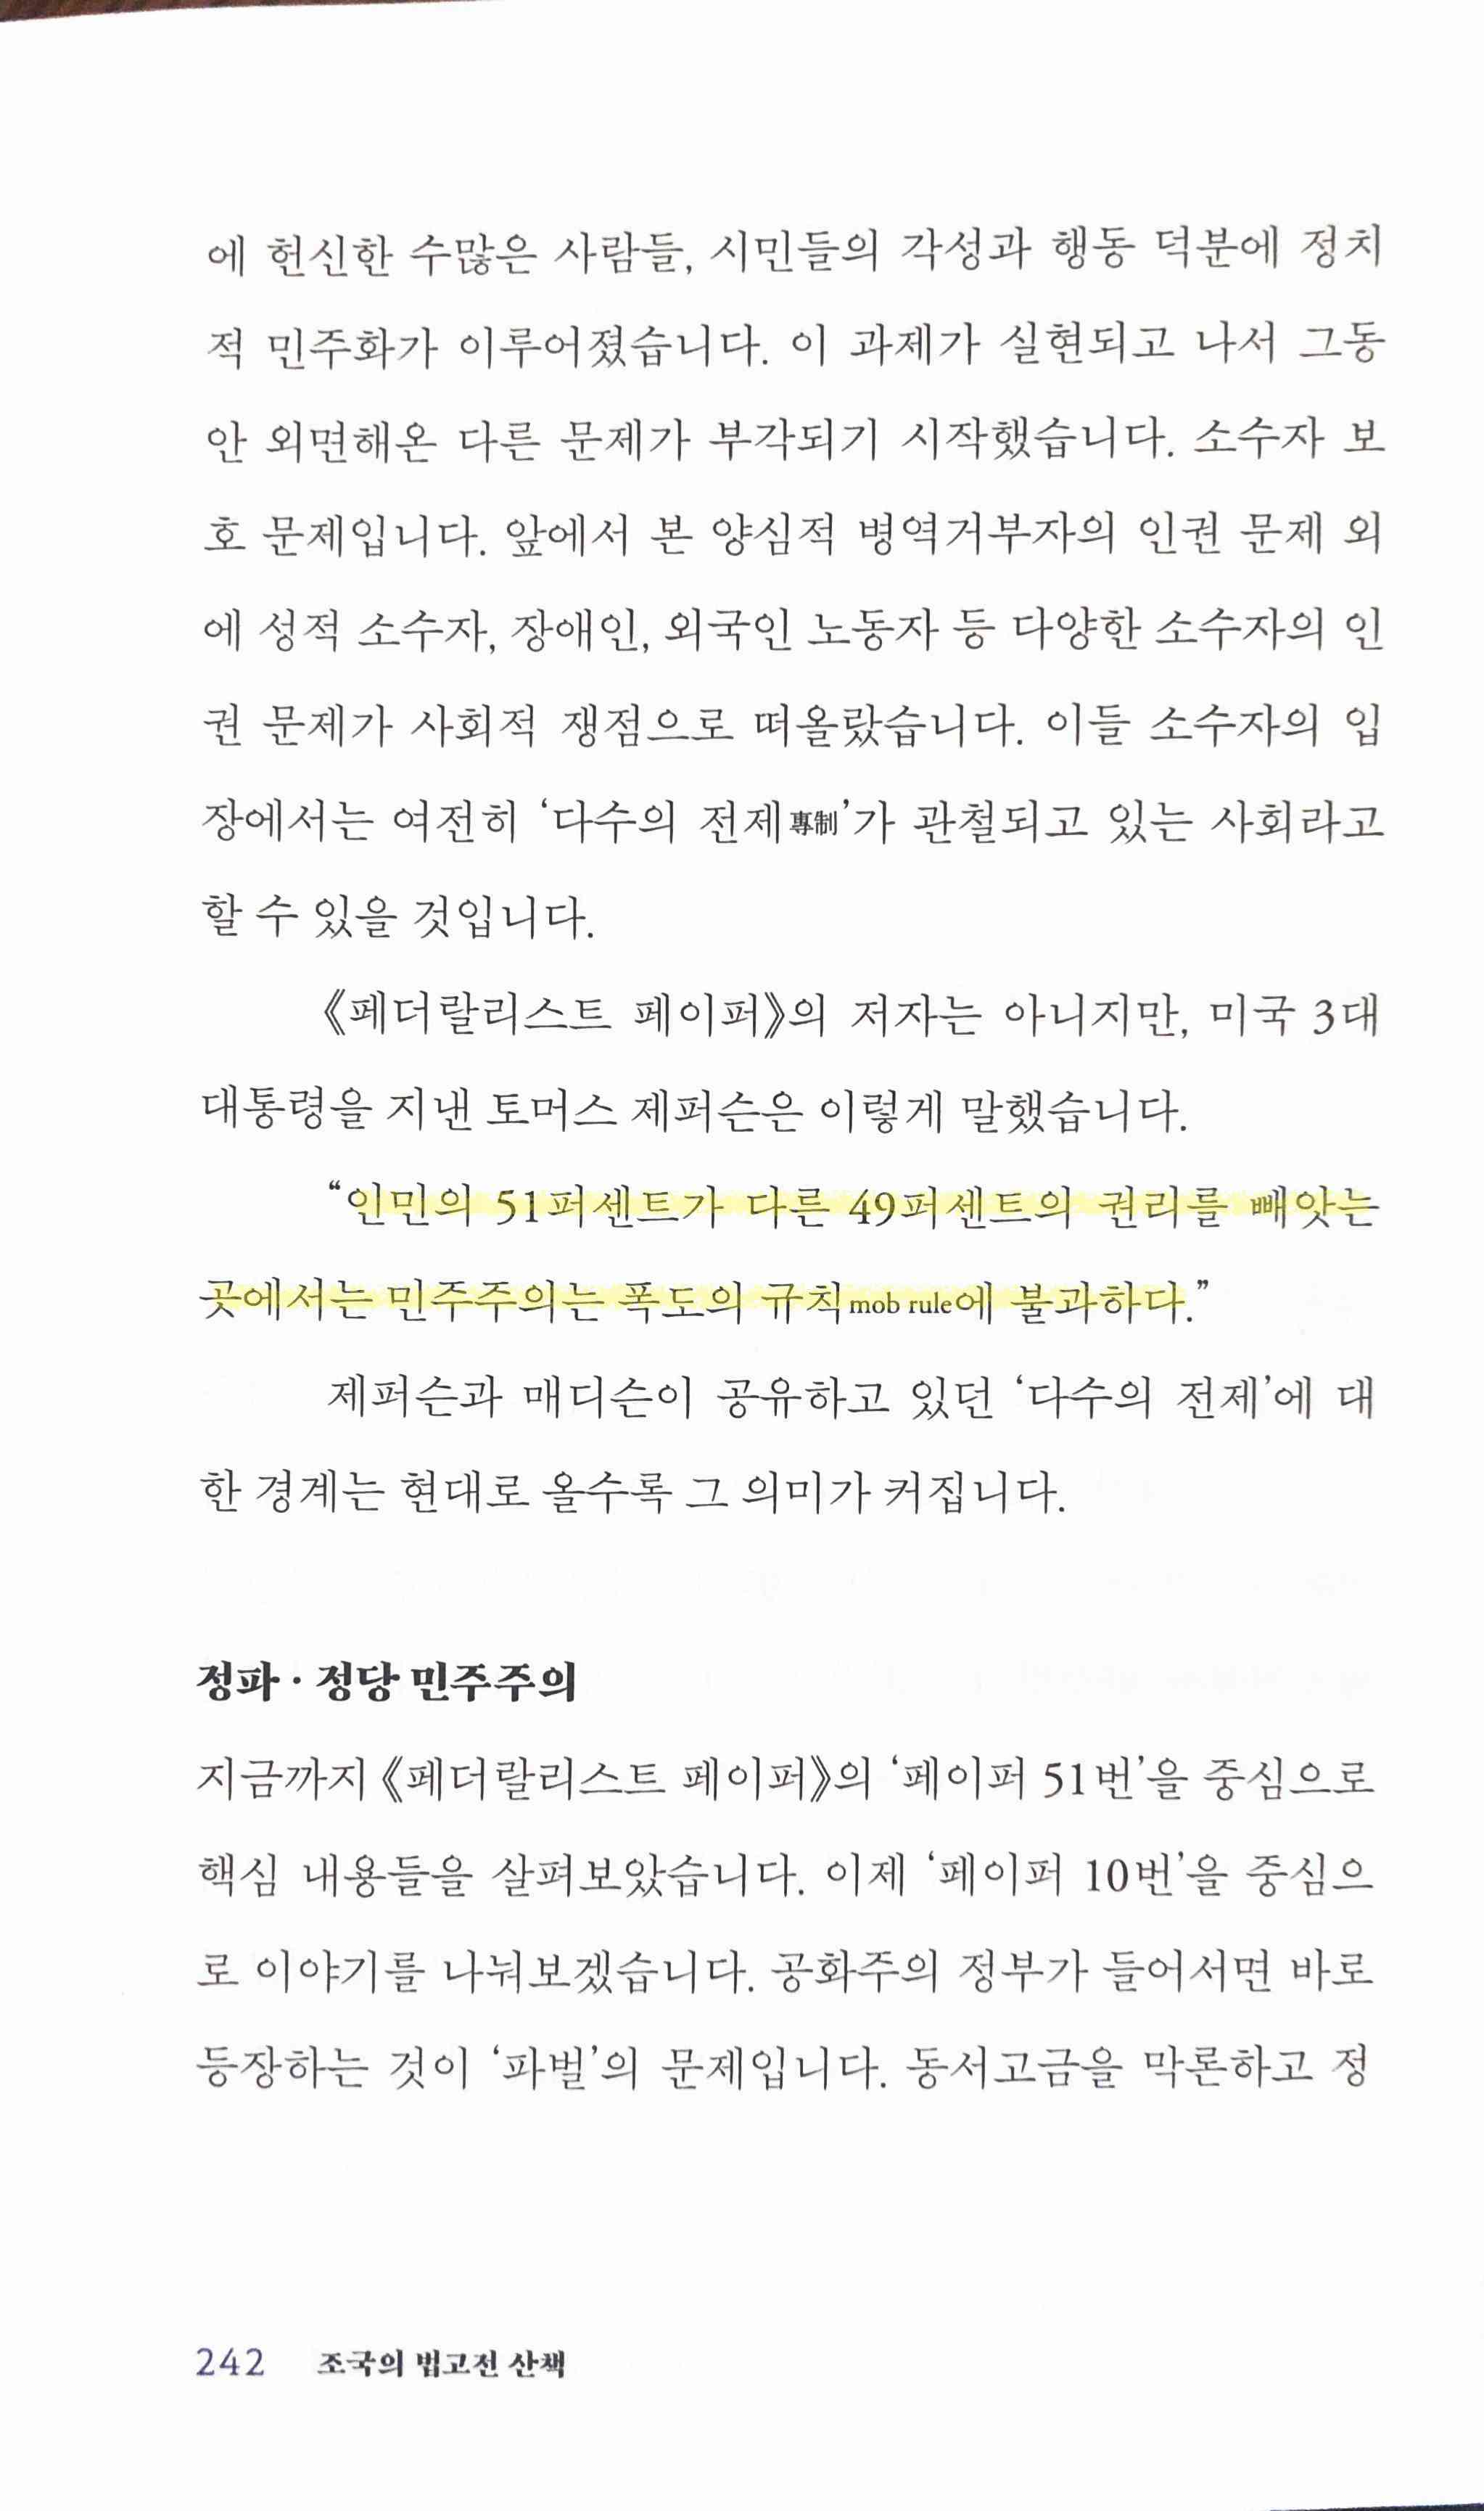 에 헌신한 수많은 사람들, 시민들의 각성과 행동 덕분에 정치
적 민주화가 이루어졌습니다. 이 과제가 실현되고 나서 그동
안 외면해온 다른 문제가 부각되기 시작했습니다. 소수자 보
호 문제입니다. 앞에서 본 양심적 병역거부자의 인권 문제 외
에 성적 소수자, 장애인, 외국인 노동자 등 다양한 소수자의 인
권 문제가 사회적 쟁점으로 떠올랐습니다. 이들 소수자의 입
장에서는 여전히 ‘다수의 전제專制’가 관철되고 있는 사회라고
할 수 있을 것입니다.
《페더랄리스트 페이퍼》의 저자는 아니지만, 미국 3대
대통령을 지낸 토머스 제퍼슨은 이렇게 말했습니다.
“인민의 51퍼센트가 다른 49퍼센트의 권리를 빼앗는
곳에서는 민주주의는 폭도의 규칙mob rule에 불과하다.”
제퍼슨과 매디슨이 공유하고 있던 ‘다수의 전제’에 대
한 경계는 현대로 올수록 그 의미가 커집니다.
정파·정당 민주주의
지금까지 《페더랄리스트 페이퍼》의 ‘페이퍼 51번’을 중심으로
핵심 내용들을 살펴보았습니다. 이제 ‘페이퍼 10번’을 중심으
로 이야기를 나눠보겠습니다. 공화주의 정부가 들어서면 바로
등장하는 것이 ‘파벌’의 문제입니다. 동서고금을 막론하고 정
242 조국의 법고전 산책